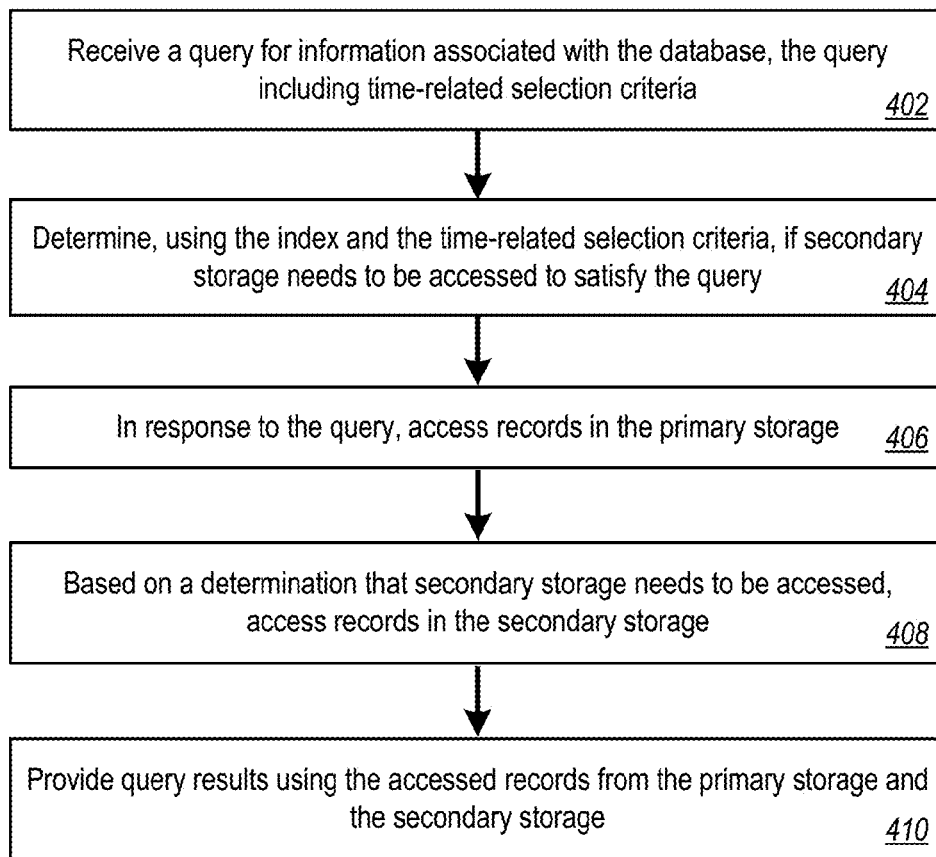 Receive a query for information associated with the database, the query
including time-related selection criteria
402
Determine, using the index and the time-related selection criteria, if secondary
storage needs to be accessed to satisfy the query
404
In response to the query, access records in the primary storage
406
Based on a determination that secondary storage needs to be accessed,
access records in the secondary storage
408
Provide query results using the accessed records from the primary storage and
the secondary storage
410